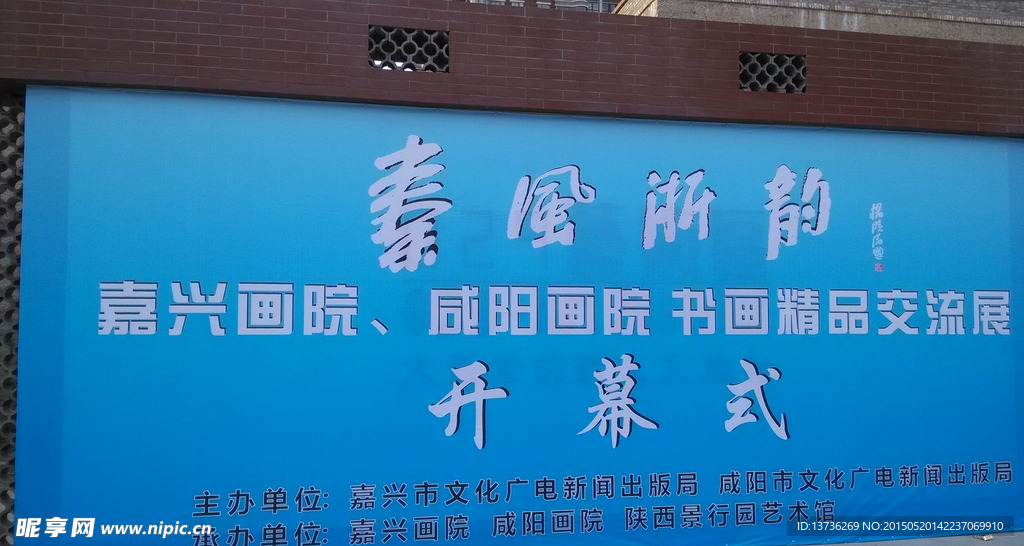 秦風浙韵
嘉兴画院、咸阳画院 书画精品交流展
开幕式
主办单位: 嘉兴市文化广电新闻出版局 咸阳市文化广电新闻出版局
承办单位: 嘉兴画院 咸阳画院 陕西景行园艺术馆
昵享网 www.nipic.cn
ID:13736269 NO:20150520142237069910